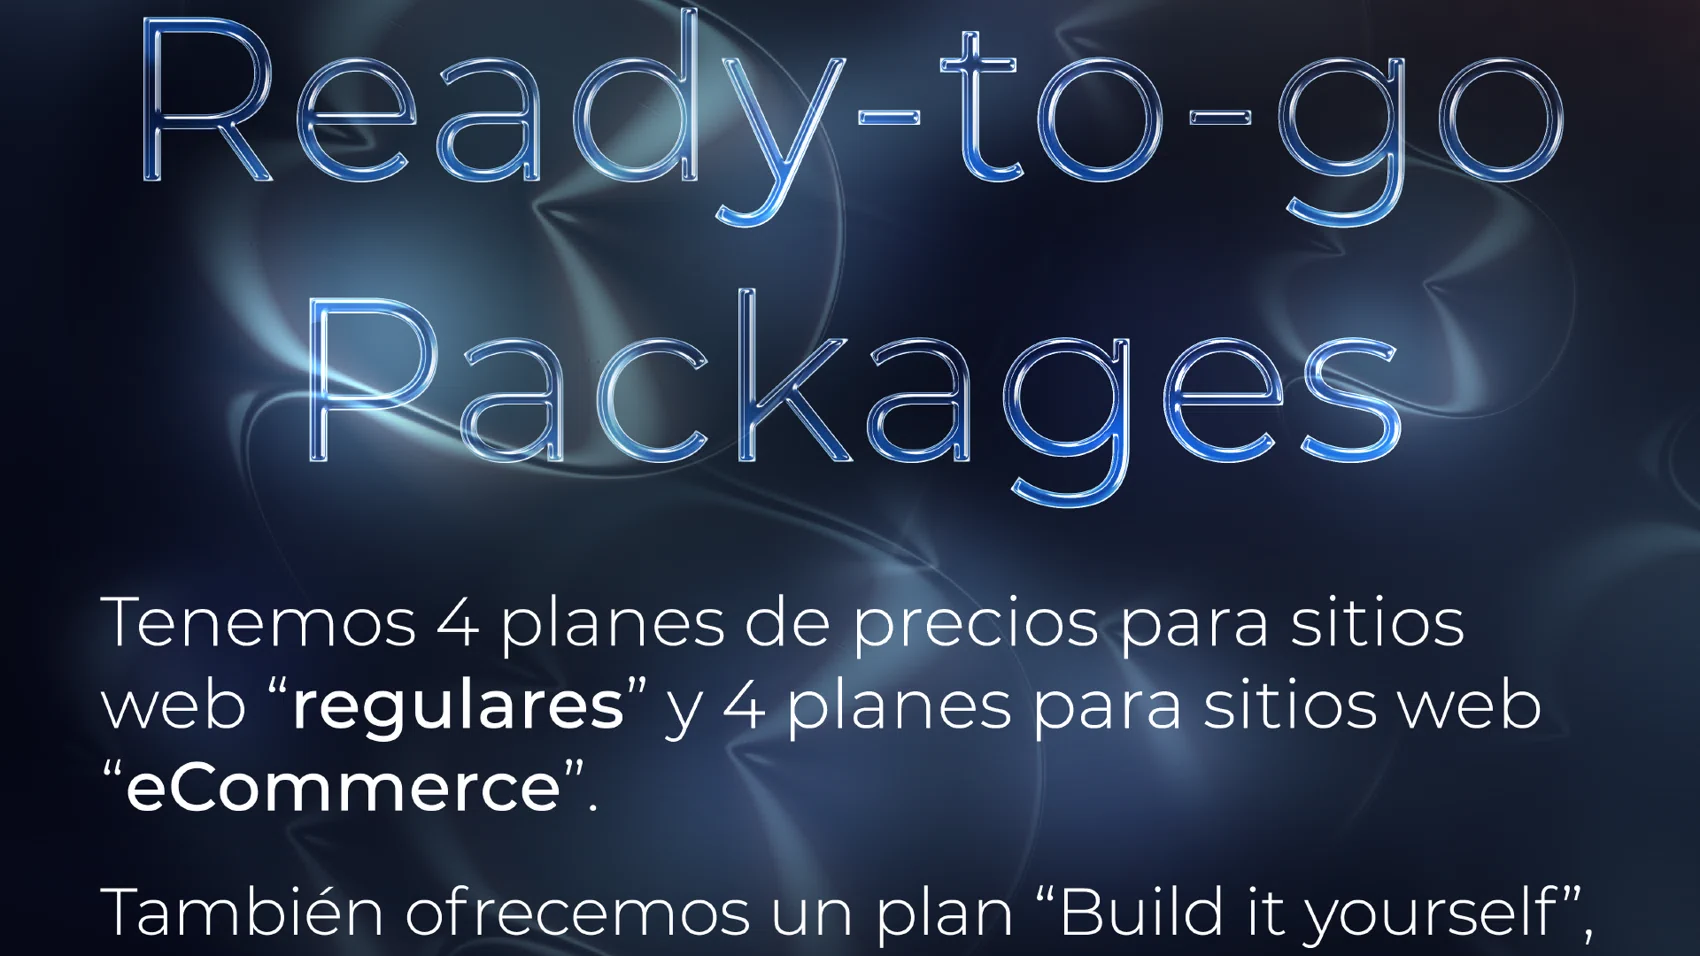 Ready-to-go
Packages
Tenemos 4 planes de precios para sitios
web “regulares” y 4 planes para sitios web
“eCommerce”.
También ofrecemos un plan “Build it yourself”,